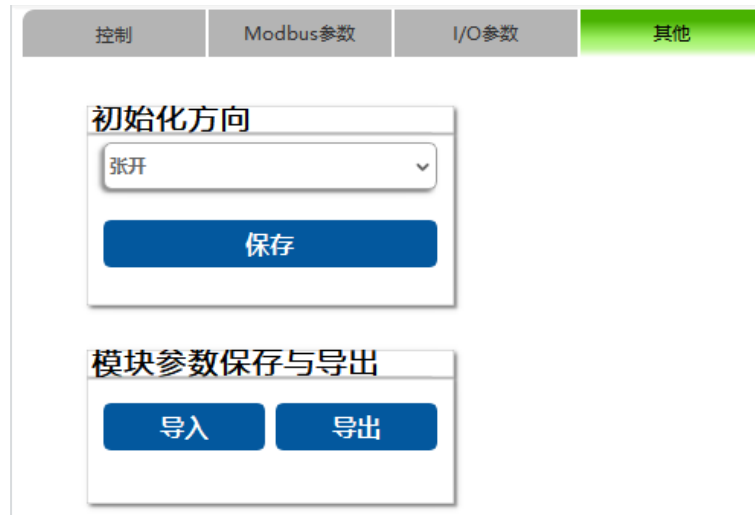 控制 Modbus参数 I/O参数 其他
初始化方向
张开
保存
模块参数保存与导出
导入 导出